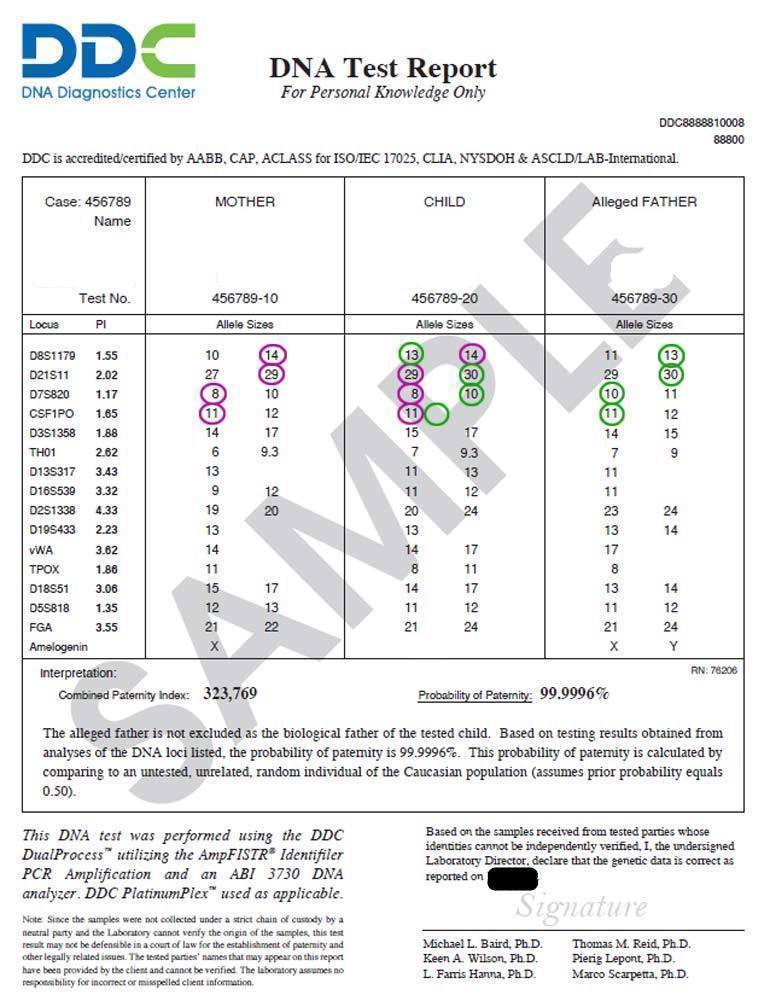 DDC
DNA Diagnostics Center
DNA Test Report
For Personal Knowledge Only
DDC8888810008
88800
DDC is accredited/certified by AABB, CAP, ACLASS for ISO/IEC 17025, CLIA, NYSDOH & ASCLD/LAB-International.
Case: 456789 MOTHER CHILD Alleged FATHER
Name
Test No. 456789-10 456789-20 456789-30
Locus PI Allele Sizes Allele Sizes Allele Sizes
D8S1179 1.55 10 14 13 14 11 13
D21S11 2.02 27 29 29 30 29 30
D7S820 1.17 8 10 8 10 10 11
CSF1PO 1.65 11 12 11 11 12
D3S1358 1.88 14 17 15 17 14 15
TH01 2.62 6 9.3 7 9.3 7 9
D13S317 3.43 13 11 13 11
D16S539 3.32 9 12 11 12 11
D2S1338 4.33 19 20 20 24 23 24
D19S433 2.23 13 13 13 14
vWA 3.62 14 14 17 17
TPOX 1.86 11 8 11 8
D18S51 3.06 15 17 14 17 13 14
D5S818 1.35 12 13 11 12 11 12
FGA 3.55 21 22 21 24 21 24
Amelogenin X X Y
SAMPLE
Interpretation: RN: 76206
Combined Paternity Index: 323,769 Probability of Paternity: 99.9996%
The alleged father is not excluded as the biological father of the tested child. Based on testing results obtained from
analyses of the DNA loci listed, the probability of paternity is 99.9996%. This probability of paternity is calculated by
comparing to an untested, unrelated, random individual of the Caucasian population (assumes prior probability equals
0.50).
This DNA test was performed using the DDC
DualProcess™ utilizing the AmpFISTR® Identifiler
PCR Amplification and an ABI 3730 DNA
analyzer. DDC PlatinumPlex™ used as applicable.
Note: Since the samples were not collected under a strict chain of custody by a
neutral party and the Laboratory cannot verify the origin of the samples, this test
result may not be defensible in a court of law for the establishment of paternity and
other legally related issues. The tested parties' names that may appear on this report
have been provided by the client and cannot be verified. The laboratory assumes no
responsibility for incorrect or misspelled client information.
Based on the samples received from tested parties whose
identities cannot be independently verified, I, the undersigned
Laboratory Director, declare that the genetic data is correct as
reported on
Signature
Michael L. Baird, Ph.D. Thomas M. Reid, Ph.D.
Keen A. Wilson, Ph.D. Pierig Lepont, Ph.D.
L. Farris Hanna, Ph.D. Marco Scarpetta, Ph.D.